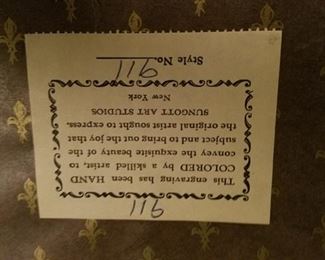 911
This engraving has been HAND
COLORED by a skilled artist, to
convey the exquisite beauty of the
subject and to bring out the joy that
the original artist sought to express.
SUNGOTT ART STUDIOS
New York
Style No. 911